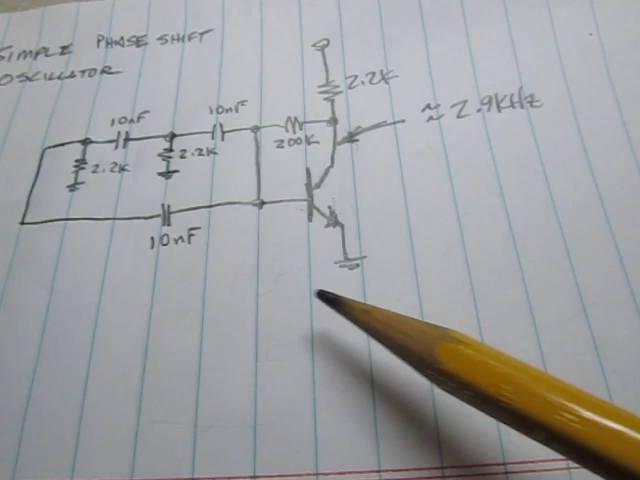 SIMPLE PHASE SHIFT
OSCILLATOR
2.2K
10nF
10nF
≈ 2.9KHZ
200K
2.2K
2.2K
10nF